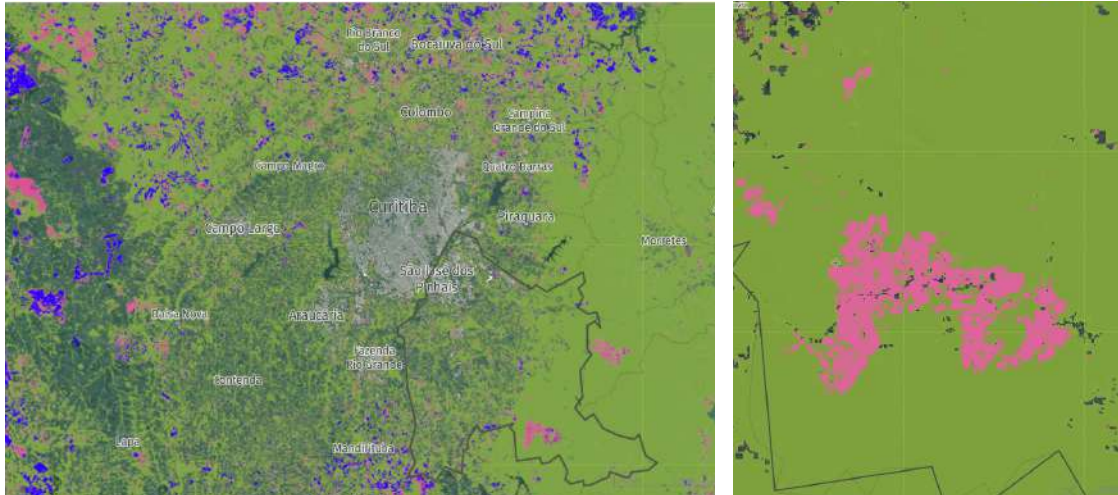 Rio Branco
do Sul
Bocaiuva do Sul
Colombo
Campina
Grande do Sul
Campo Magro
Quatro Barras
Curitiba
Piraquara
Campo Largo
Morretes
São José dos
Pinhais
Balsa Nova
Araucária
Fazenda
Rio Grande
Contenda
Lapa
Mandirituba